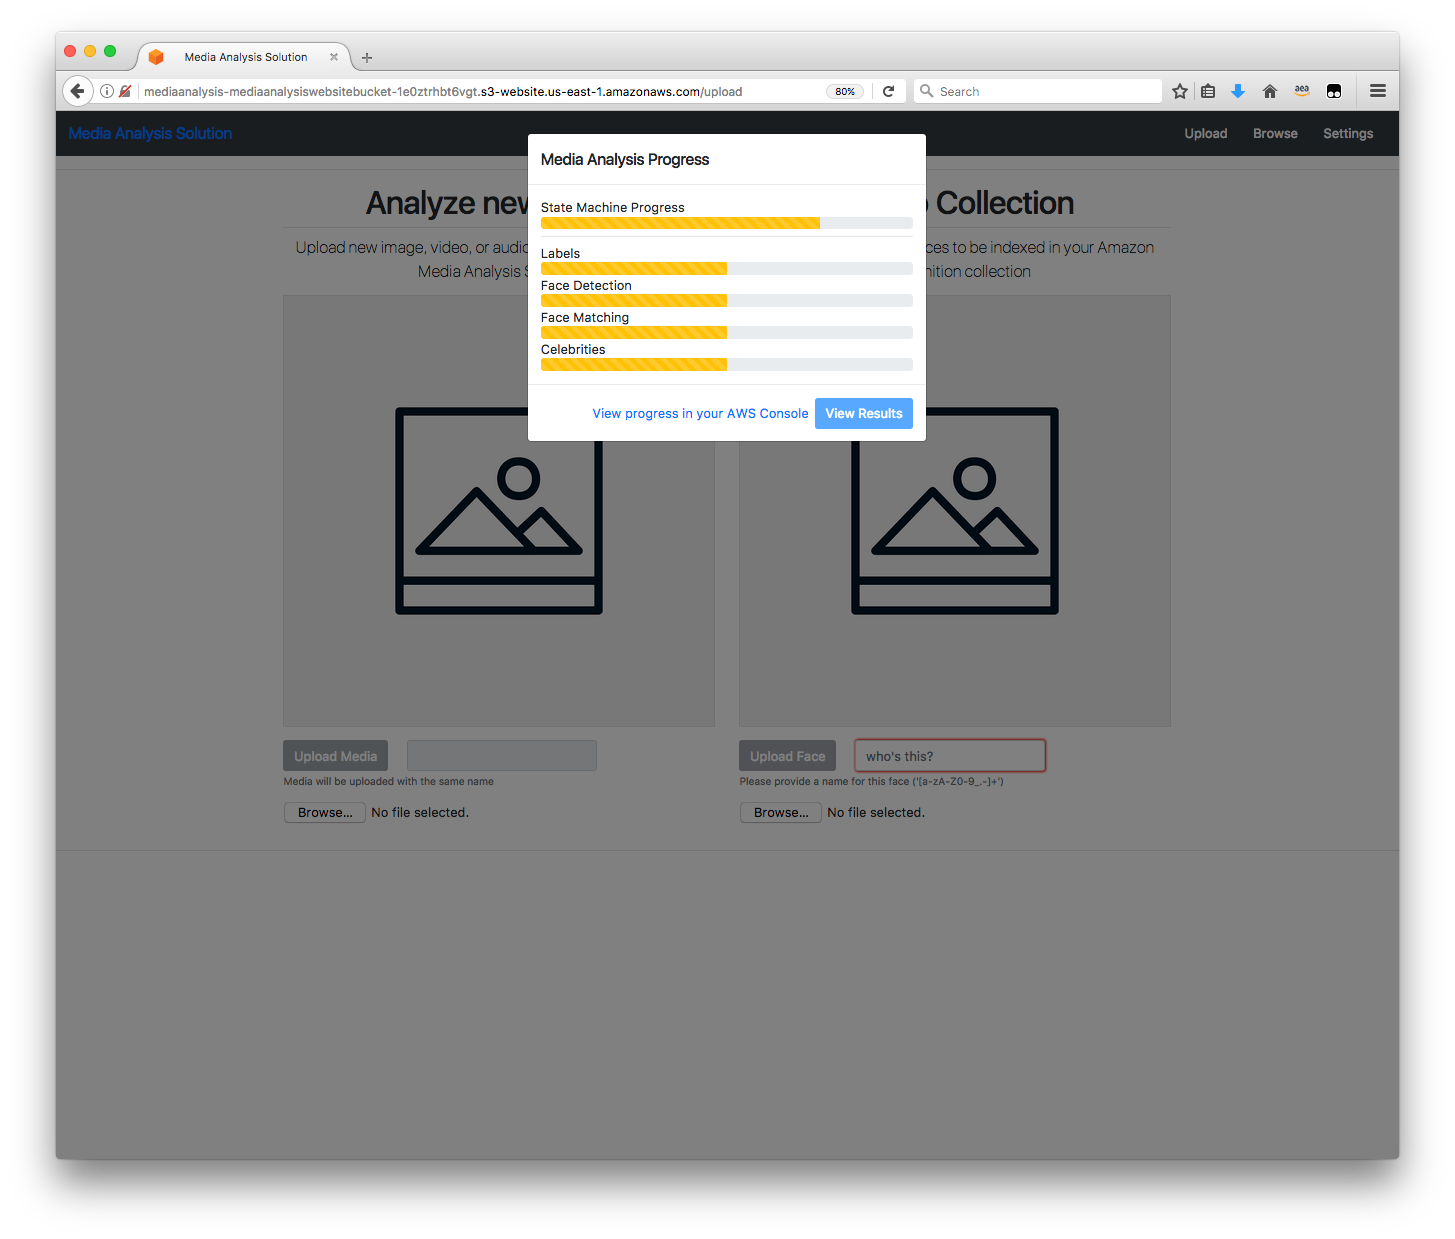 Media Analysis Solution
mediaanalysis-mediaanalysiswebsitebucket-1e0ztrhbt6vgt.s3-website.us-east-1.amazonaws.com/upload
80%
Search
aea
Media Analysis Solution
Upload
Browse
Settings
Media Analysis Progress
State Machine Progress
Labels
Face Detection
Face Matching
Celebrities
View progress in your AWS Console
View Results
Analyze new
Collection
Upload new image, video, or audio
Media Analysis S
ces to be indexed in your Amazon
nition collection
Upload Media
Media will be uploaded with the same name
Browse... No file selected.
Upload Face
who's this?
Please provide a name for this face ('[a-zA-Z0-9_.-]+')
Browse... No file selected.